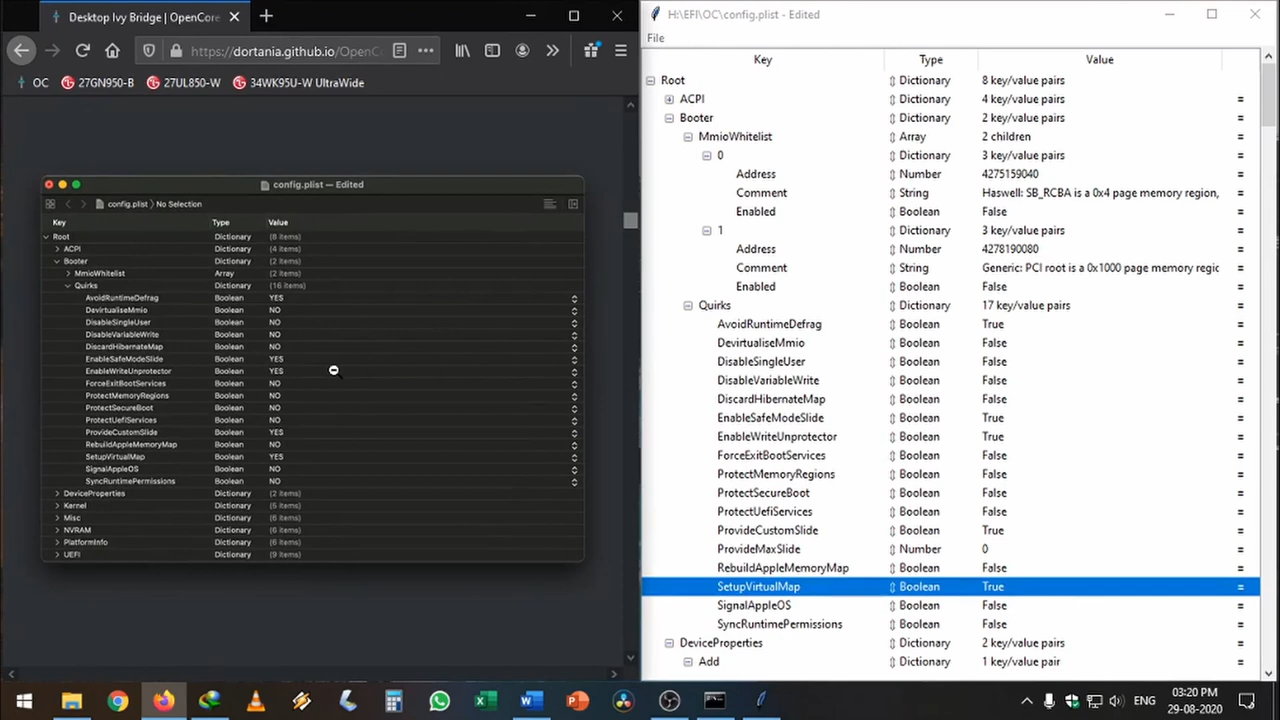 Desktop Ivy Bridge | OpenCore
https://dortania.github.io/OpenC
OC 27GN950-B 27UL850-W 34WK95U-W UltraWide
config.plist — Edited
config.plist 〉 No Selection
Key Type Value
Root Dictionary (8 items)
ACPI Dictionary (4 items)
Booter Dictionary (2 items)
MmioWhitelist Array (2 items)
Quirks Dictionary (16 items)
AvoidRuntimeDefrag Boolean YES
DevirtualiseMmio Boolean NO
DisableSingleUser Boolean NO
DisableVariableWrite Boolean NO
DiscardHibernateMap Boolean NO
EnableSafeModeSlide Boolean YES
EnableWriteUnprotector Boolean YES
ForceExitBootServices Boolean NO
ProtectMemoryRegions Boolean NO
ProtectSecureBoot Boolean NO
ProtectUefiServices Boolean NO
ProvideCustomSlide Boolean YES
RebuildAppleMemoryMap Boolean NO
SetupVirtualMap Boolean YES
SignalAppleOS Boolean NO
SyncRuntimePermissions Boolean NO
DeviceProperties Dictionary (2 items)
Kernel Dictionary (5 items)
Misc Dictionary (6 items)
NVRAM Dictionary (6 items)
PlatformInfo Dictionary (6 items)
UEFI Dictionary (9 items)
H:\EFI\OC\config.plist - Edited
File
Key Type Value
Root Dictionary 8 key/value pairs
ACPI Dictionary 4 key/value pairs
Booter Dictionary 2 key/value pairs
MmioWhitelist Array 2 children
0 Dictionary 3 key/value pairs
Address Number 4275159040
Comment String Haswell: SB_RCBA is a 0x4 page memory region,
Enabled Boolean False
1 Dictionary 3 key/value pairs
Address Number 4278190080
Comment String Generic: PCI root is a 0x1000 page memory regic
Enabled Boolean False
Quirks Dictionary 17 key/value pairs
AvoidRuntimeDefrag Boolean True
DevirtualiseMmio Boolean False
DisableSingleUser Boolean False
DisableVariableWrite Boolean False
DiscardHibernateMap Boolean False
EnableSafeModeSlide Boolean True
EnableWriteUnprotector Boolean True
ForceExitBootServices Boolean False
ProtectMemoryRegions Boolean False
ProtectSecureBoot Boolean False
ProtectUefiServices Boolean False
ProvideCustomSlide Boolean True
ProvideMaxSlide Number 0
RebuildAppleMemoryMap Boolean False
SetupVirtualMap Boolean True
SignalAppleOS Boolean False
SyncRuntimePermissions Boolean False
DeviceProperties Dictionary 2 key/value pairs
Add Dictionary 1 key/value pair
ENG
03:20 PM
29-08-2020